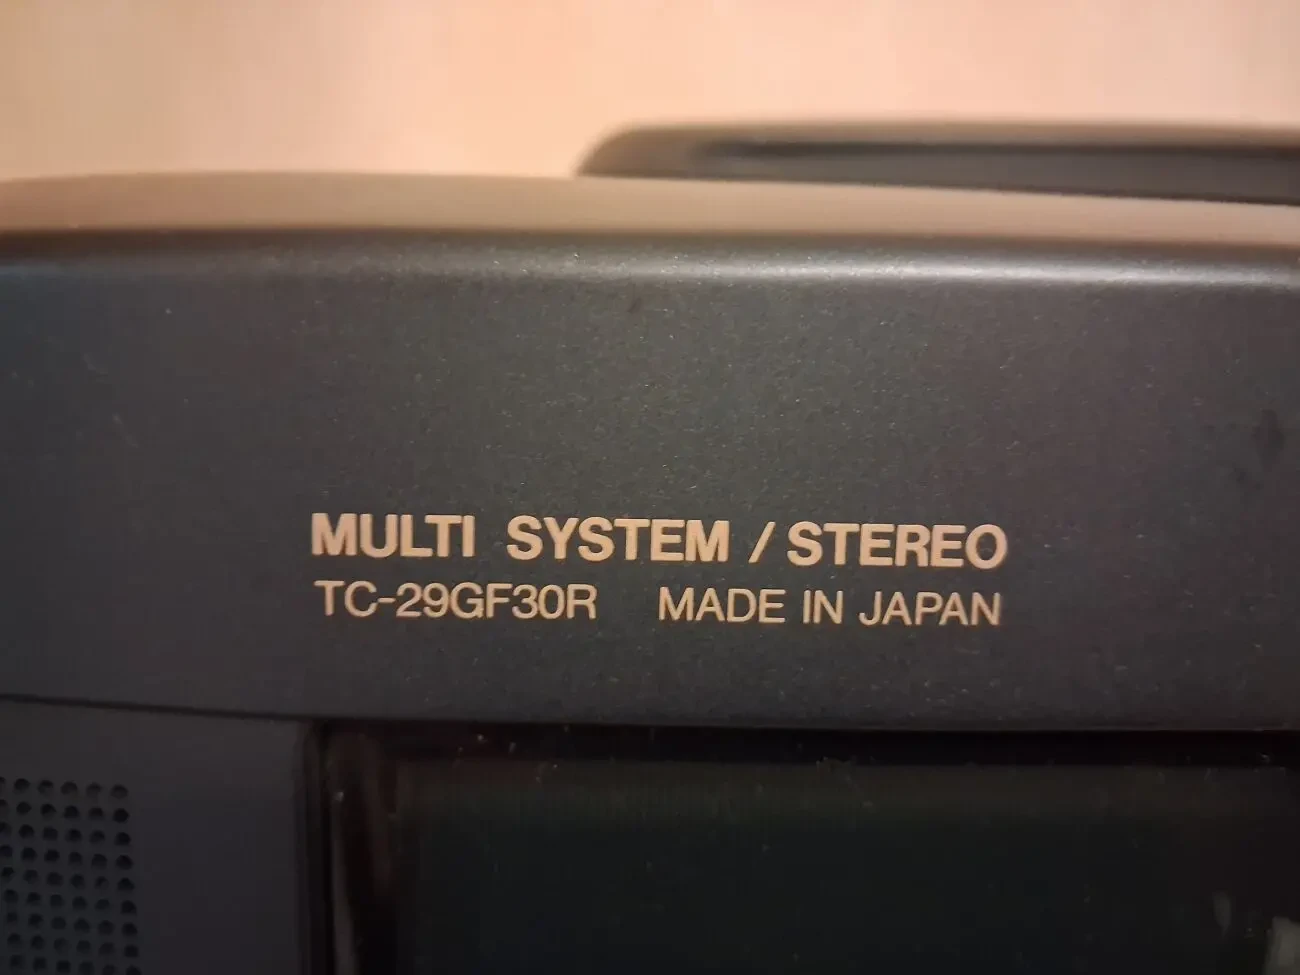 MULTI SYSTEM / STEREO
TC-29GF30R MADE IN JAPAN